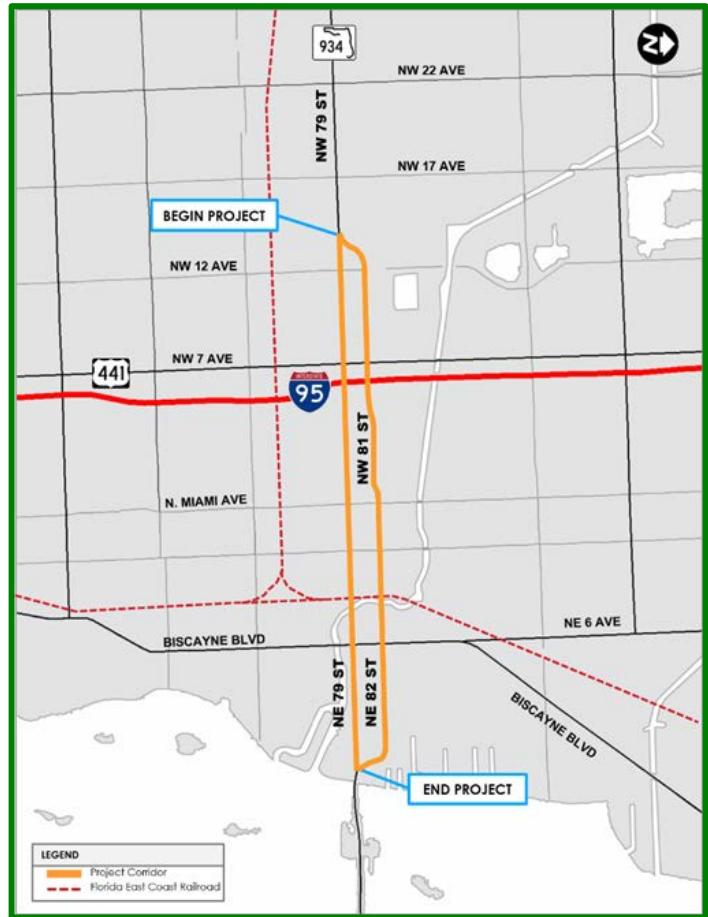 934
N
NW 22 AVE
NW 79 ST
NW 17 AVE
BEGIN PROJECT
NW 12 AVE
NW 7 AVE
441
INTERSTATE
95
NW 81 ST
N. MIAMI AVE
NE 6 AVE
BISCAYNE BLVD
NE 79 ST
NE 82 ST
BISCAYNE BLVD
END PROJECT
LEGEND
Project Corridor
Florida East Coast Railroad